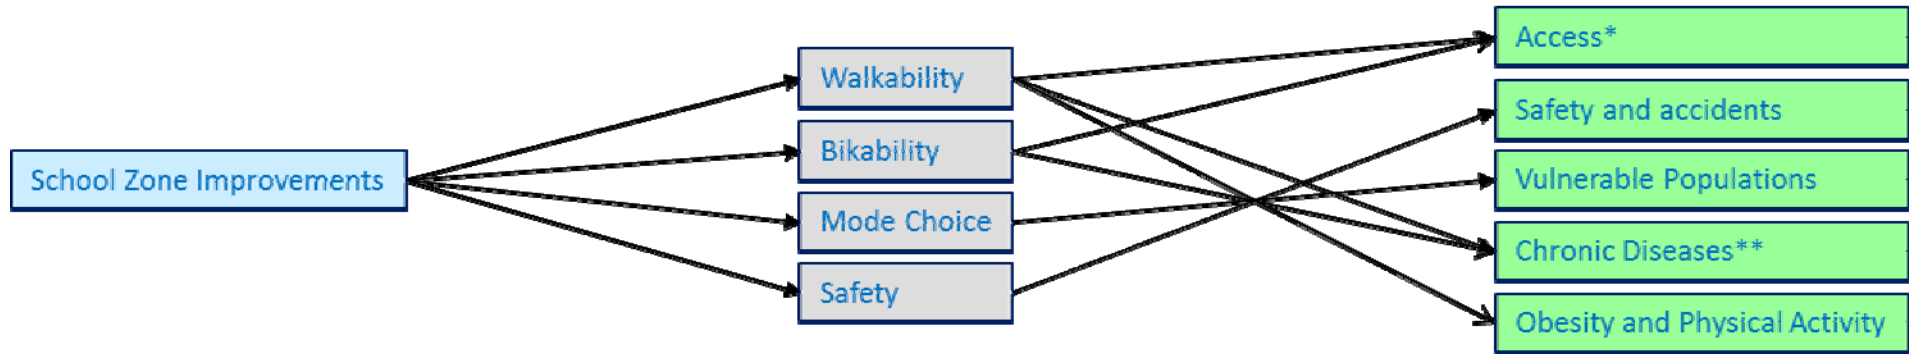 School Zone Improvements
Walkability
Bikability
Mode Choice
Safety
Access*
Safety and accidents
Vulnerable Populations
Chronic Diseases**
Obesity and Physical Activity